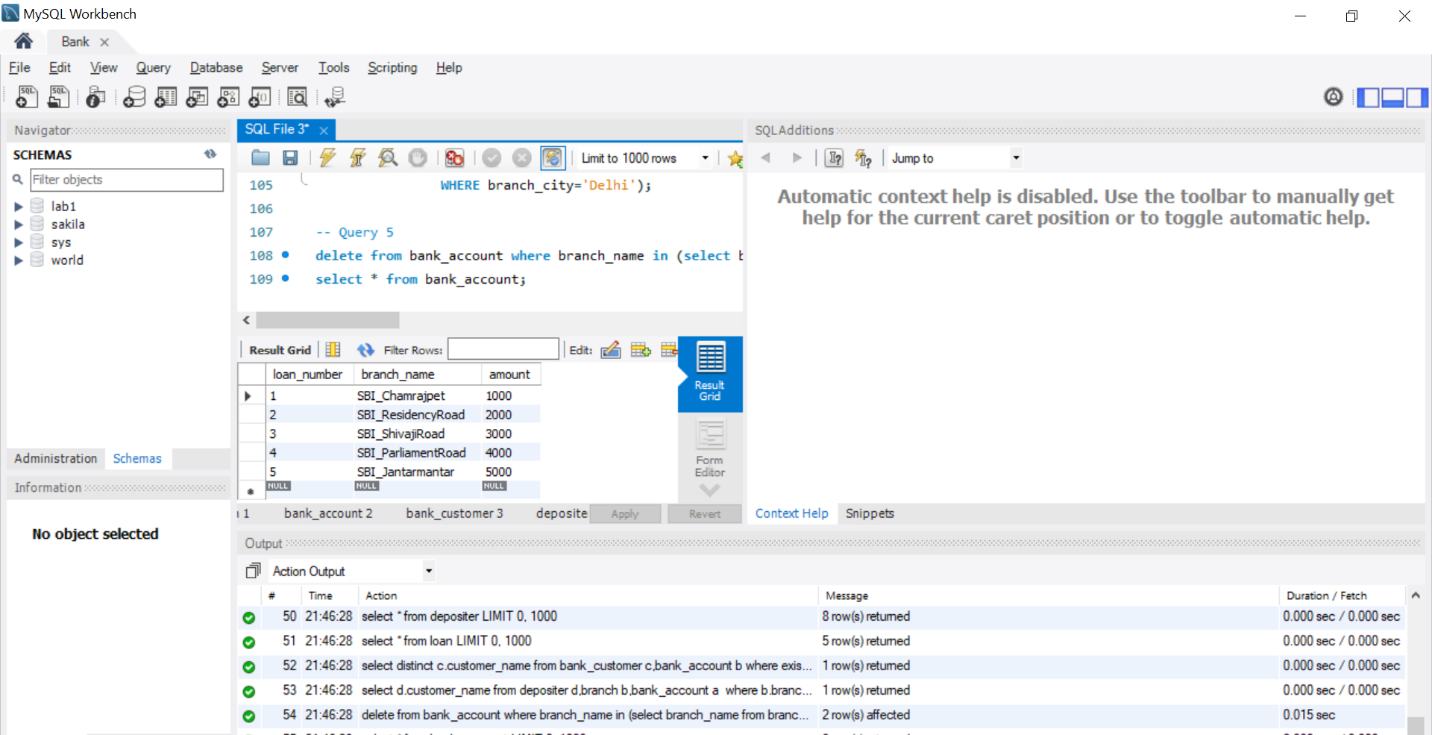 MySQL Workbench
Bank
File Edit View Query Database Server Tools Scripting Help
Navigator
SCHEMAS
Filter objects
lab1
sakila
sys
world
Administration Schemas
Information
No object selected
SQL File 3*
Limit to 1000 rows
105 WHERE branch_city='Delhi');
106
107 -- Query 5
108 delete from bank_account where branch_name in (select b
109 select * from bank_account;
Result Grid Filter Rows: Edit:
loan_number branch_name amount
1 SBI_Chamrajpet 1000
2 SBI_ResidencyRoad 2000
3 SBI_ShivajiRoad 3000
4 SBI_ParliamentRoad 4000
5 SBI_Jantarmantar 5000
NULL NULL NULL
Result
Grid
Form
Editor
1 bank_account 2 bank_customer 3 deposite Apply Revert
SQLAdditions
Jump to
Automatic context help is disabled. Use the toolbar to manually get
help for the current caret position or to toggle automatic help.
Context Help Snippets
Output
Action Output
# Time Action Message Duration / Fetch
50 21:46:28 select * from depositer LIMIT 0, 1000 8 row(s) returned 0.000 sec / 0.000 sec
51 21:46:28 select * from loan LIMIT 0, 1000 5 row(s) returned 0.000 sec / 0.000 sec
52 21:46:28 select distinct c.customer_name from bank_customer c,bank_account b where exis... 1 row(s) returned 0.000 sec / 0.000 sec
53 21:46:28 select d.customer_name from depositer d,branch b,bank_account a where b.branc... 1 row(s) returned 0.000 sec / 0.000 sec
54 21:46:28 delete from bank_account where branch_name in (select branch_name from branc... 2 row(s) affected 0.015 sec